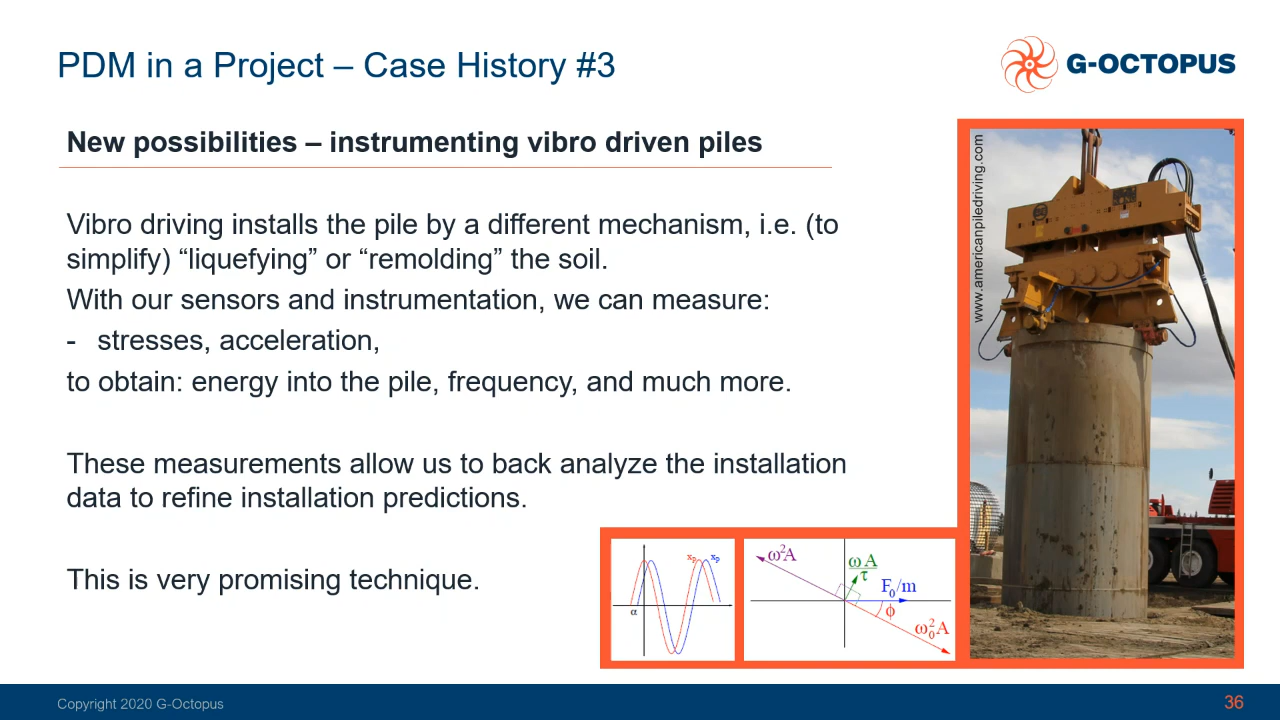 PDM in a Project – Case History #3
G-OCTOPUS
New possibilities – instrumenting vibro driven piles
www.americanpiledriving.com
Vibro driving installs the pile by a different mechanism, i.e. (to
simplify) “liquefying” or “remolding” the soil.
With our sensors and instrumentation, we can measure:
- stresses, acceleration,
to obtain: energy into the pile, frequency, and much more.
These measurements allow us to back analyze the installation
data to refine installation predictions.
This is very promising technique.
α
ω²A
ωA/τ
F₀/m
ϕ
ω₀²A
Copyright 2020 G-Octopus
36